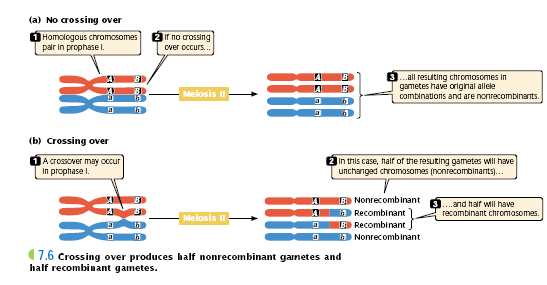 (a) No crossing over
1 Homologous chromosomes
pair in prophase I.
2 If no crossing
over occurs…
A B
A B
a b
a b
Meiosis II
A B
A B
a b
a b
3 …all resulting chromosomes in
gametes have original allele
combinations and are nonrecombinants.
(b) Crossing over
1 A crossover may occur
in prophase I.
2 In this case, half of the resulting gametes will have
unchanged chromosomes (nonrecombinants)…
A B
A B
a b
a b
Meiosis II
A B Nonrecombinant
A b Recombinant
a B Recombinant
a b Nonrecombinant
3 ….and half will have
recombinant chromosomes.
7.6 Crossing over produces half nonrecombinant gametes and
half recombinant gametes.